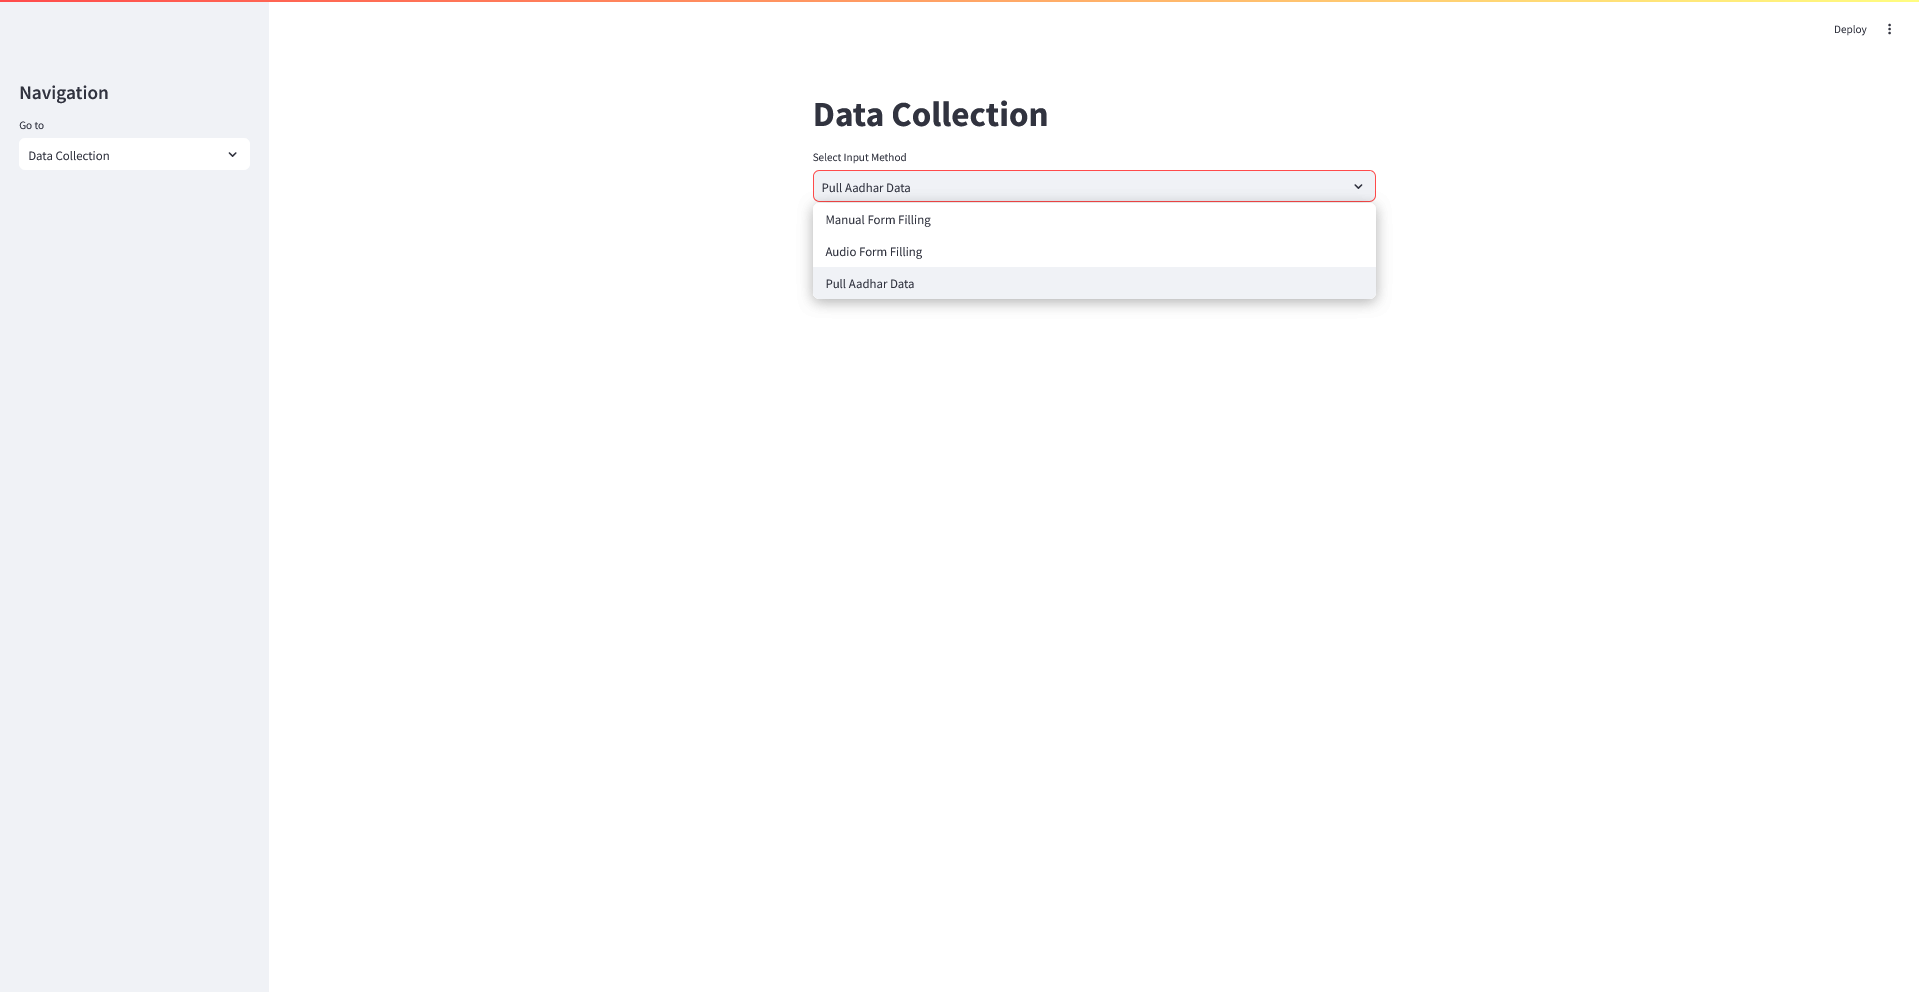 Deploy
Navigation
Go to
Data Collection
Data Collection
Select Input Method
Pull Aadhar Data
Manual Form Filling
Audio Form Filling
Pull Aadhar Data